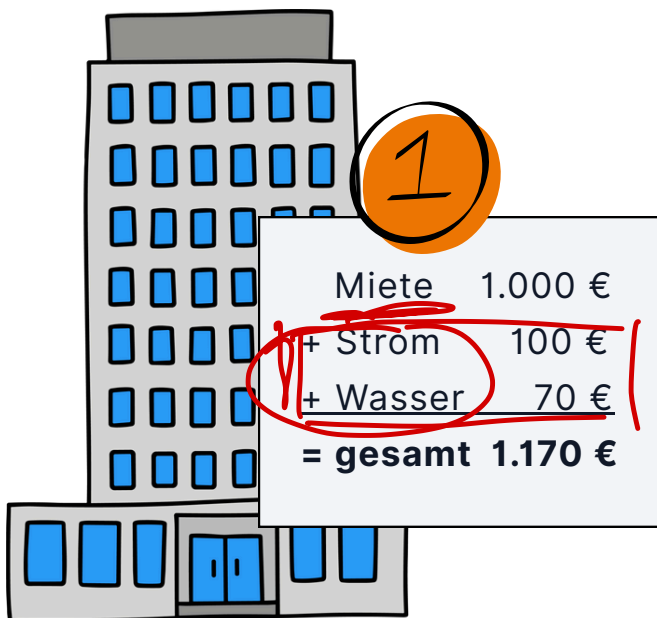 1
Miete 1.000 €
+ Strom 100 €
+ Wasser 70 €
= gesamt 1.170 €